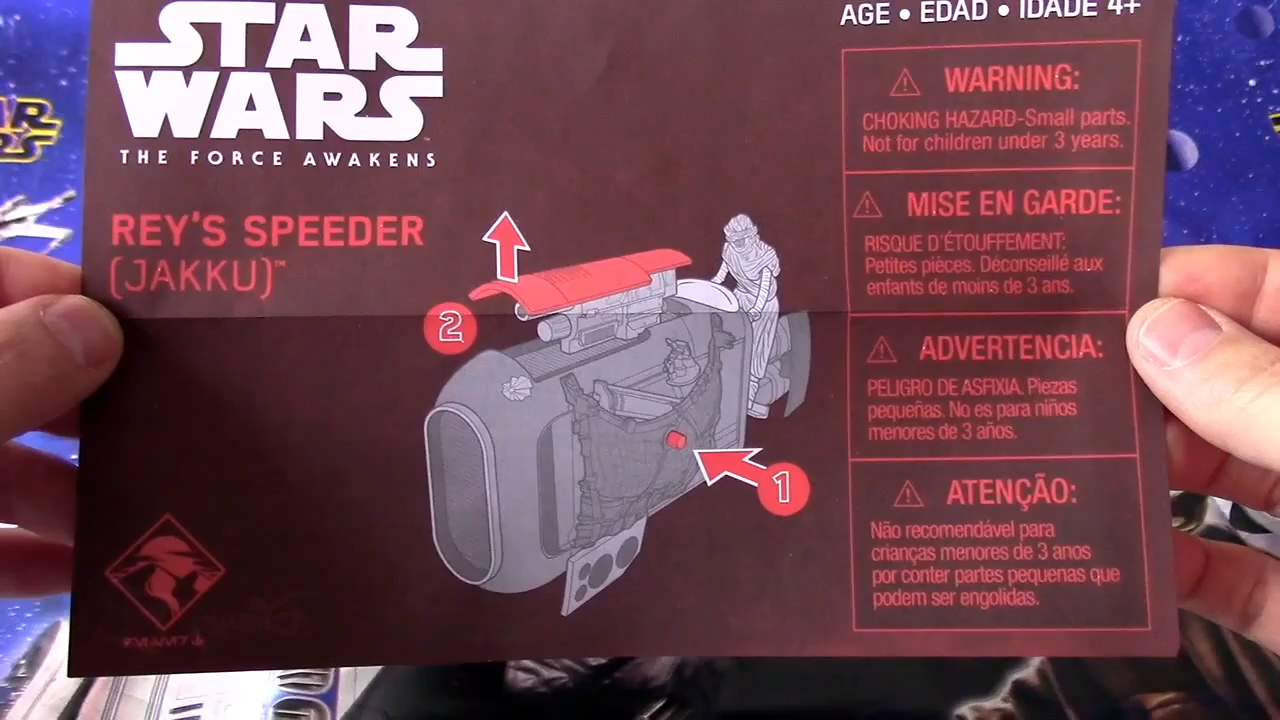 STAR
WARS
THE FORCE AWAKENS
REY'S SPEEDER
(JAKKU)™
2
1
AGE • EDAD • IDADE 4+
WARNING:
CHOKING HAZARD-Small parts.
Not for children under 3 years.
MISE EN GARDE:
RISQUE D'ÉTOUFFEMENT:
Petites pièces. Déconseillé aux
enfants de moins de 3 ans.
ADVERTENCIA:
PELIGRO DE ASFIXIA. Piezas
pequeñas. No es para niños
menores de 3 años.
ATENÇÃO:
Não recomendável para
crianças menores de 3 anos
por conter partes pequenas que
podem ser engolidas.